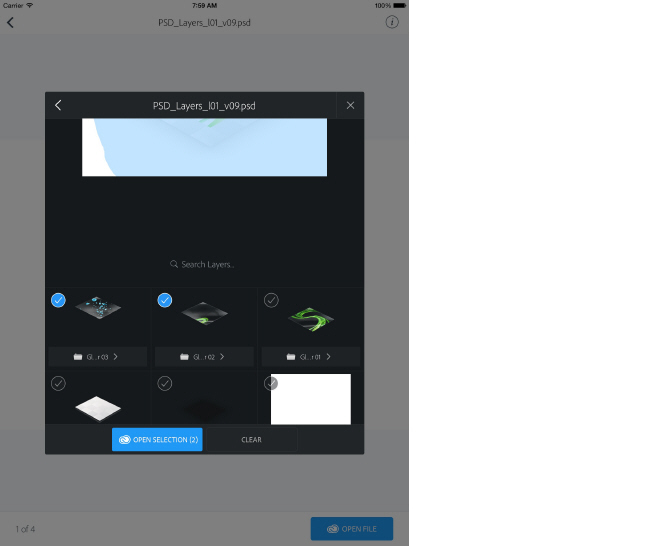 Carrier 7:59 AM 100%
PSD_Layers_l01_v09.psd
PSD_Layers_l01_v09.psd
Search Layers..
Gl...r 03 Gl...r 02 Gl...r 01
OPEN SELECTION (2) CLEAR
1 of 4 OPEN FILE